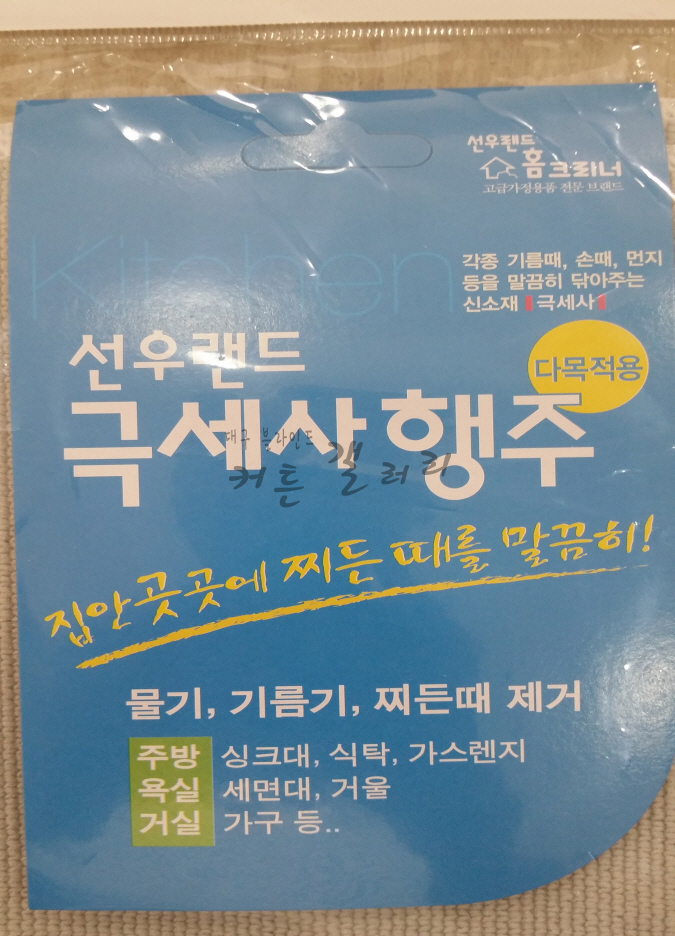 선우랜드
홈크리너
고급가정용품 전문 브랜드
Kitchen
각종 기름때, 손때, 먼지
등을 말끔히 닦아주는
신소재 극세사
선우랜드
다목적용
극세사 행주
대구 블라인드
커튼 갤러리
집안 곳곳에 찌든 때를 말끔히!
물기, 기름기, 찌든때 제거
주방 싱크대, 식탁, 가스렌지
욕실 세면대, 거울
거실 가구 등..